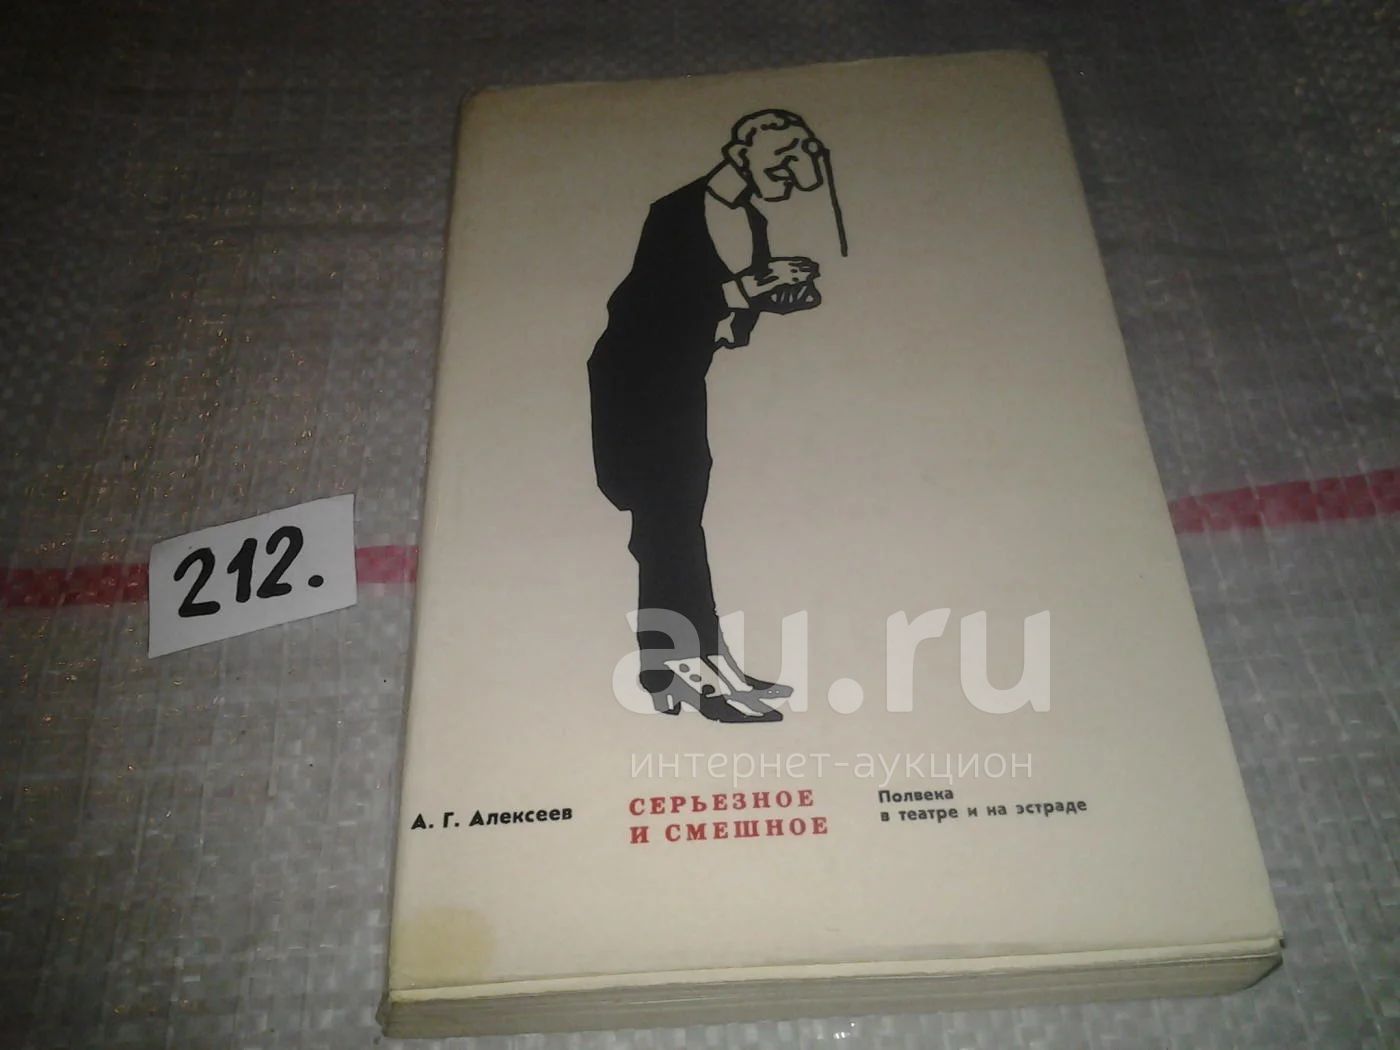 212.
au.ru
интернет-аукцион
А. Г. Алексеев
СЕРЬЕЗНОЕ
И СМЕШНОЕ
Полвека
в театре и на эстраде